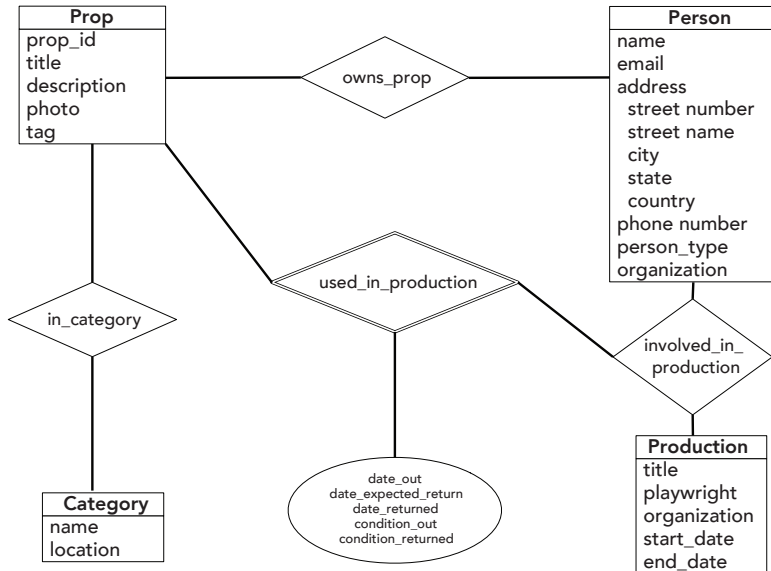 Prop
prop_id
title
description
photo
tag
owns_prop
Person
name
email
address
street number
street name
city
state
country
phone number
person_type
organization
used_in_production
in_category
involved_in_
production
date_out
date_expected_return
date_returned
condition_out
condition_returned
Category
name
location
Production
title
playwright
organization
start_date
end_date